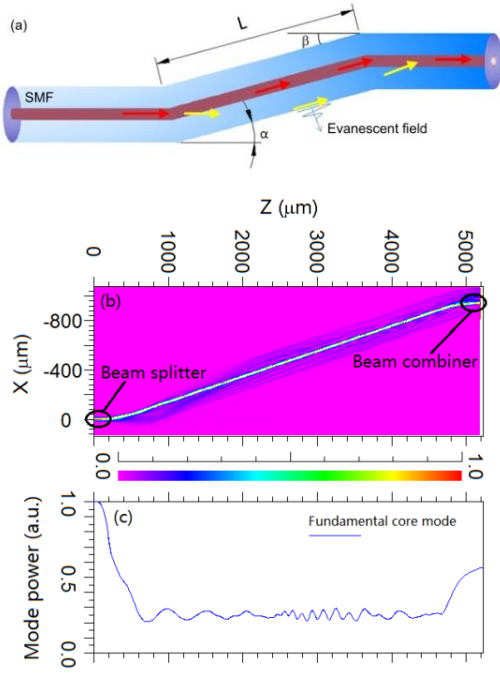 (a)
L
β
SMF
α
Evanescent field
Z (μm)
0 1000 2000 3000 4000 5000
(b)
X (μm)
-800
-400
0
Beam splitter
Beam combiner
0.0 1.0
(c)
Mode power (a.u.)
1.0
0.5
0.0
Fundamental core mode